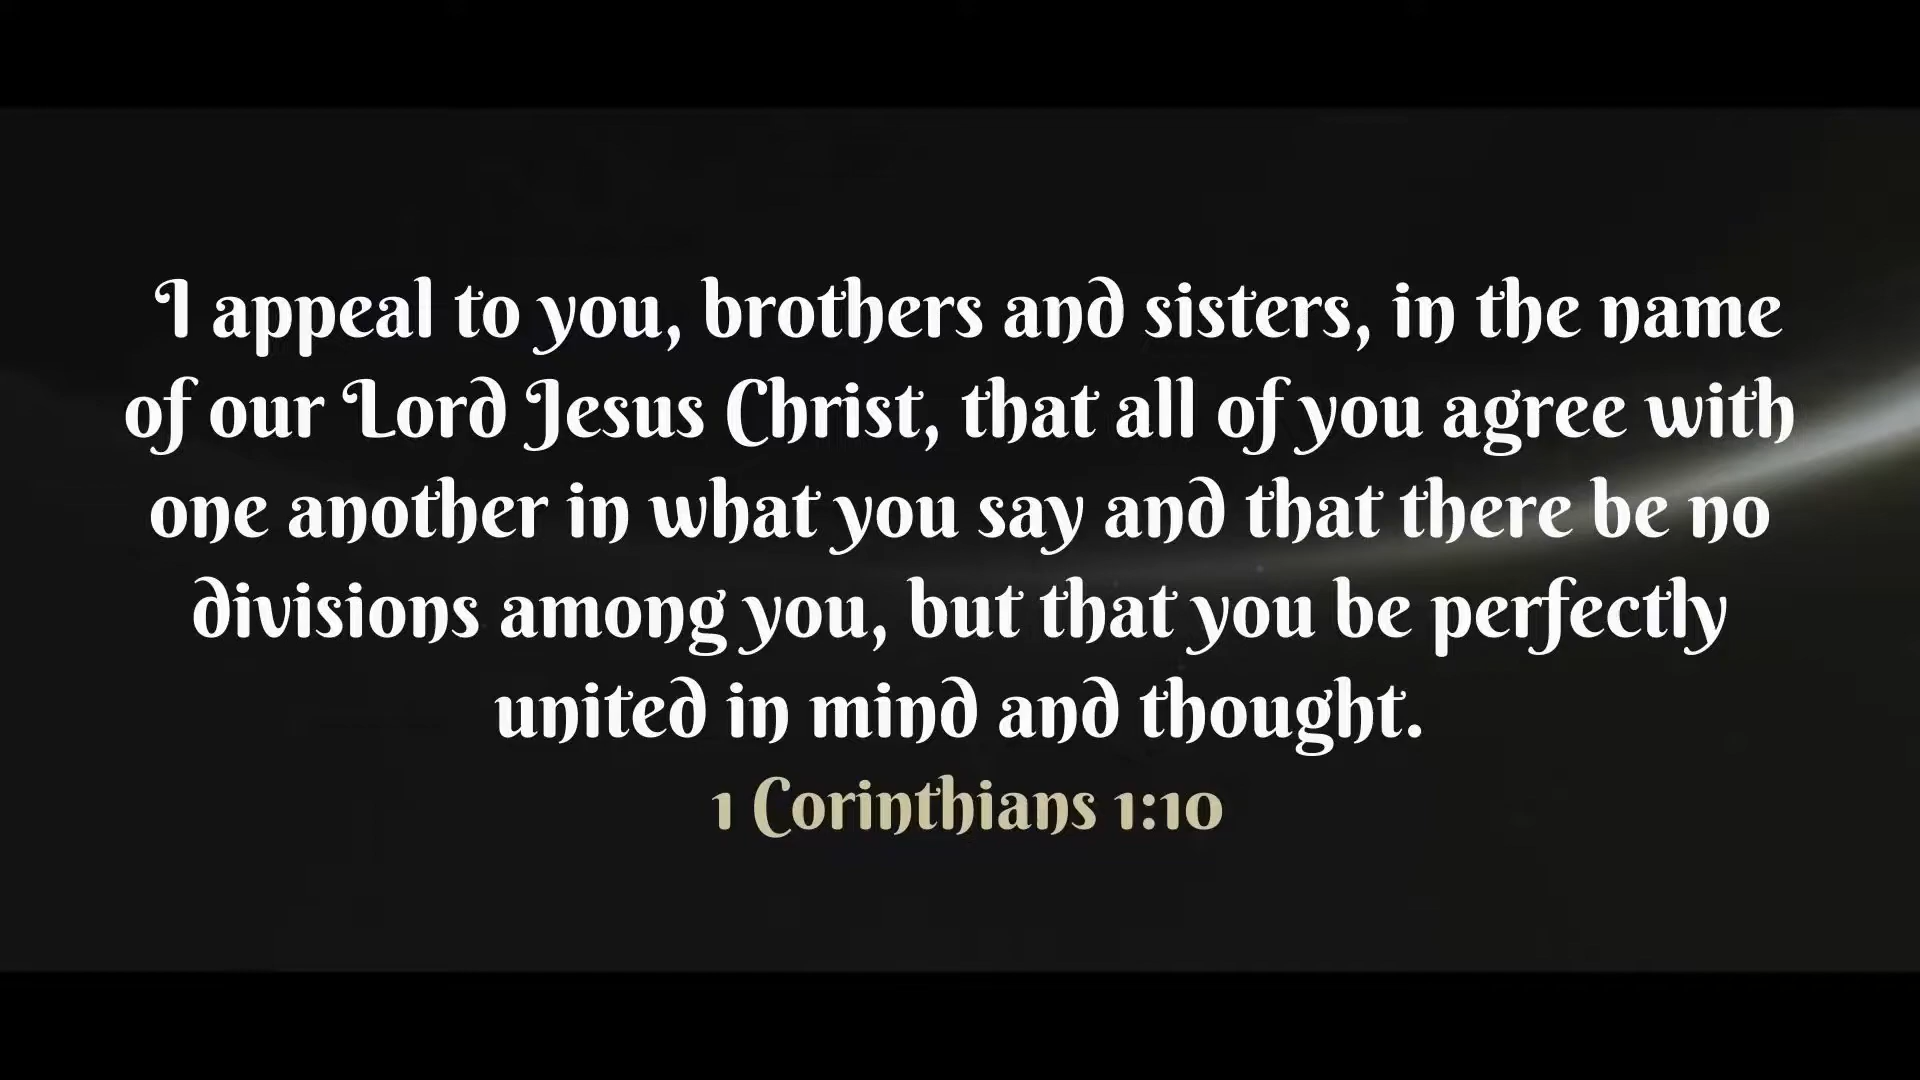 I appeal to you, brothers and sisters, in the name
of our Lord Jesus Christ, that all of you agree with
one another in what you say and that there be no
divisions among you, but that you be perfectly
united in mind and thought.
1 Corinthians 1:10